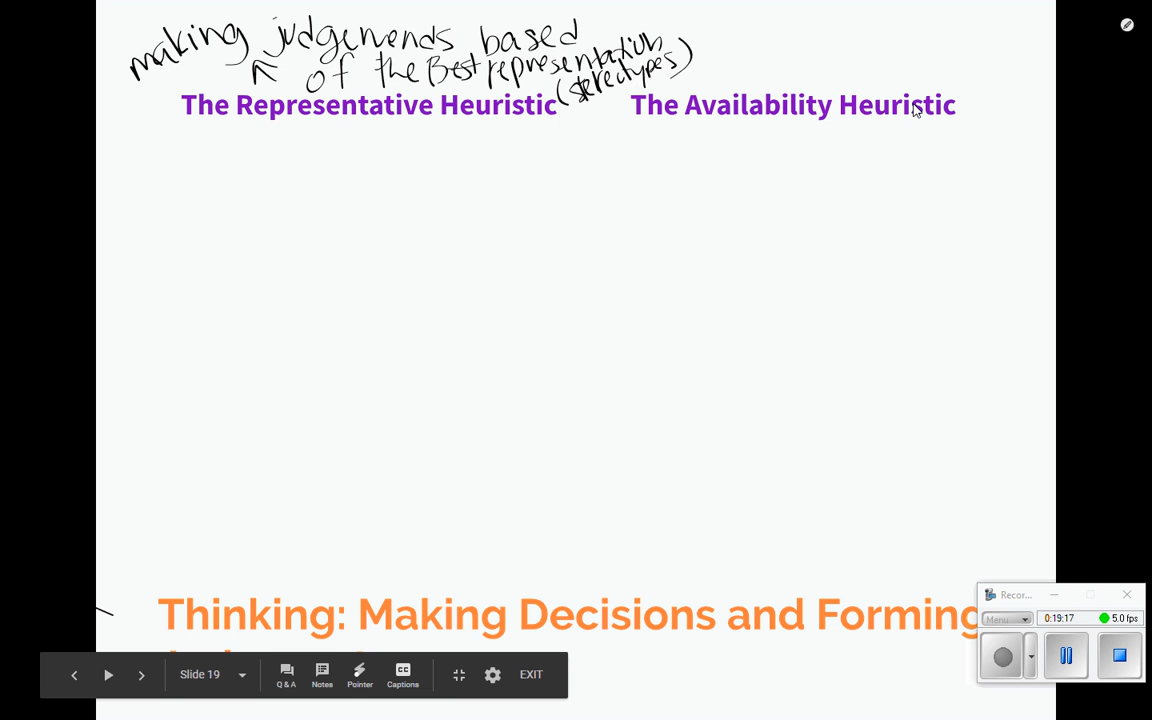 making judgemends based
of the Best representation
(stereotypes)
The Representative Heuristic
The Availability Heuristic
Thinking: Making Decisions and Forming
Recor...
Menu
0:19:17
5.0 fps
Slide 19
Q & A
Notes
Pointer
Captions
EXIT